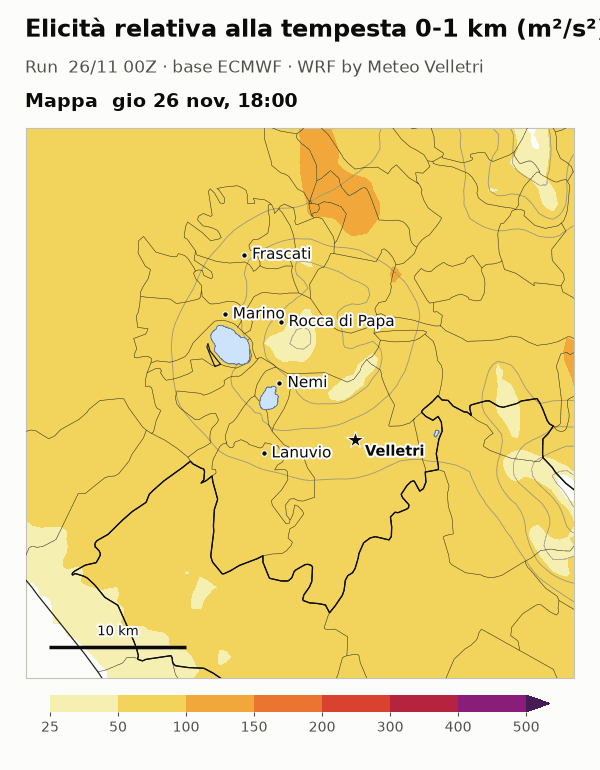 Elicità relativa alla tempesta 0-1 km (m²/s²)
Run 26/11 00Z · base ECMWF · WRF by Meteo Velletri
Mappa gio 26 nov, 18:00
Frascati
Marino
Rocca di Papa
Nemi
Velletri
Lanuvio
10 km
25 50 100 150 200 300 400 500